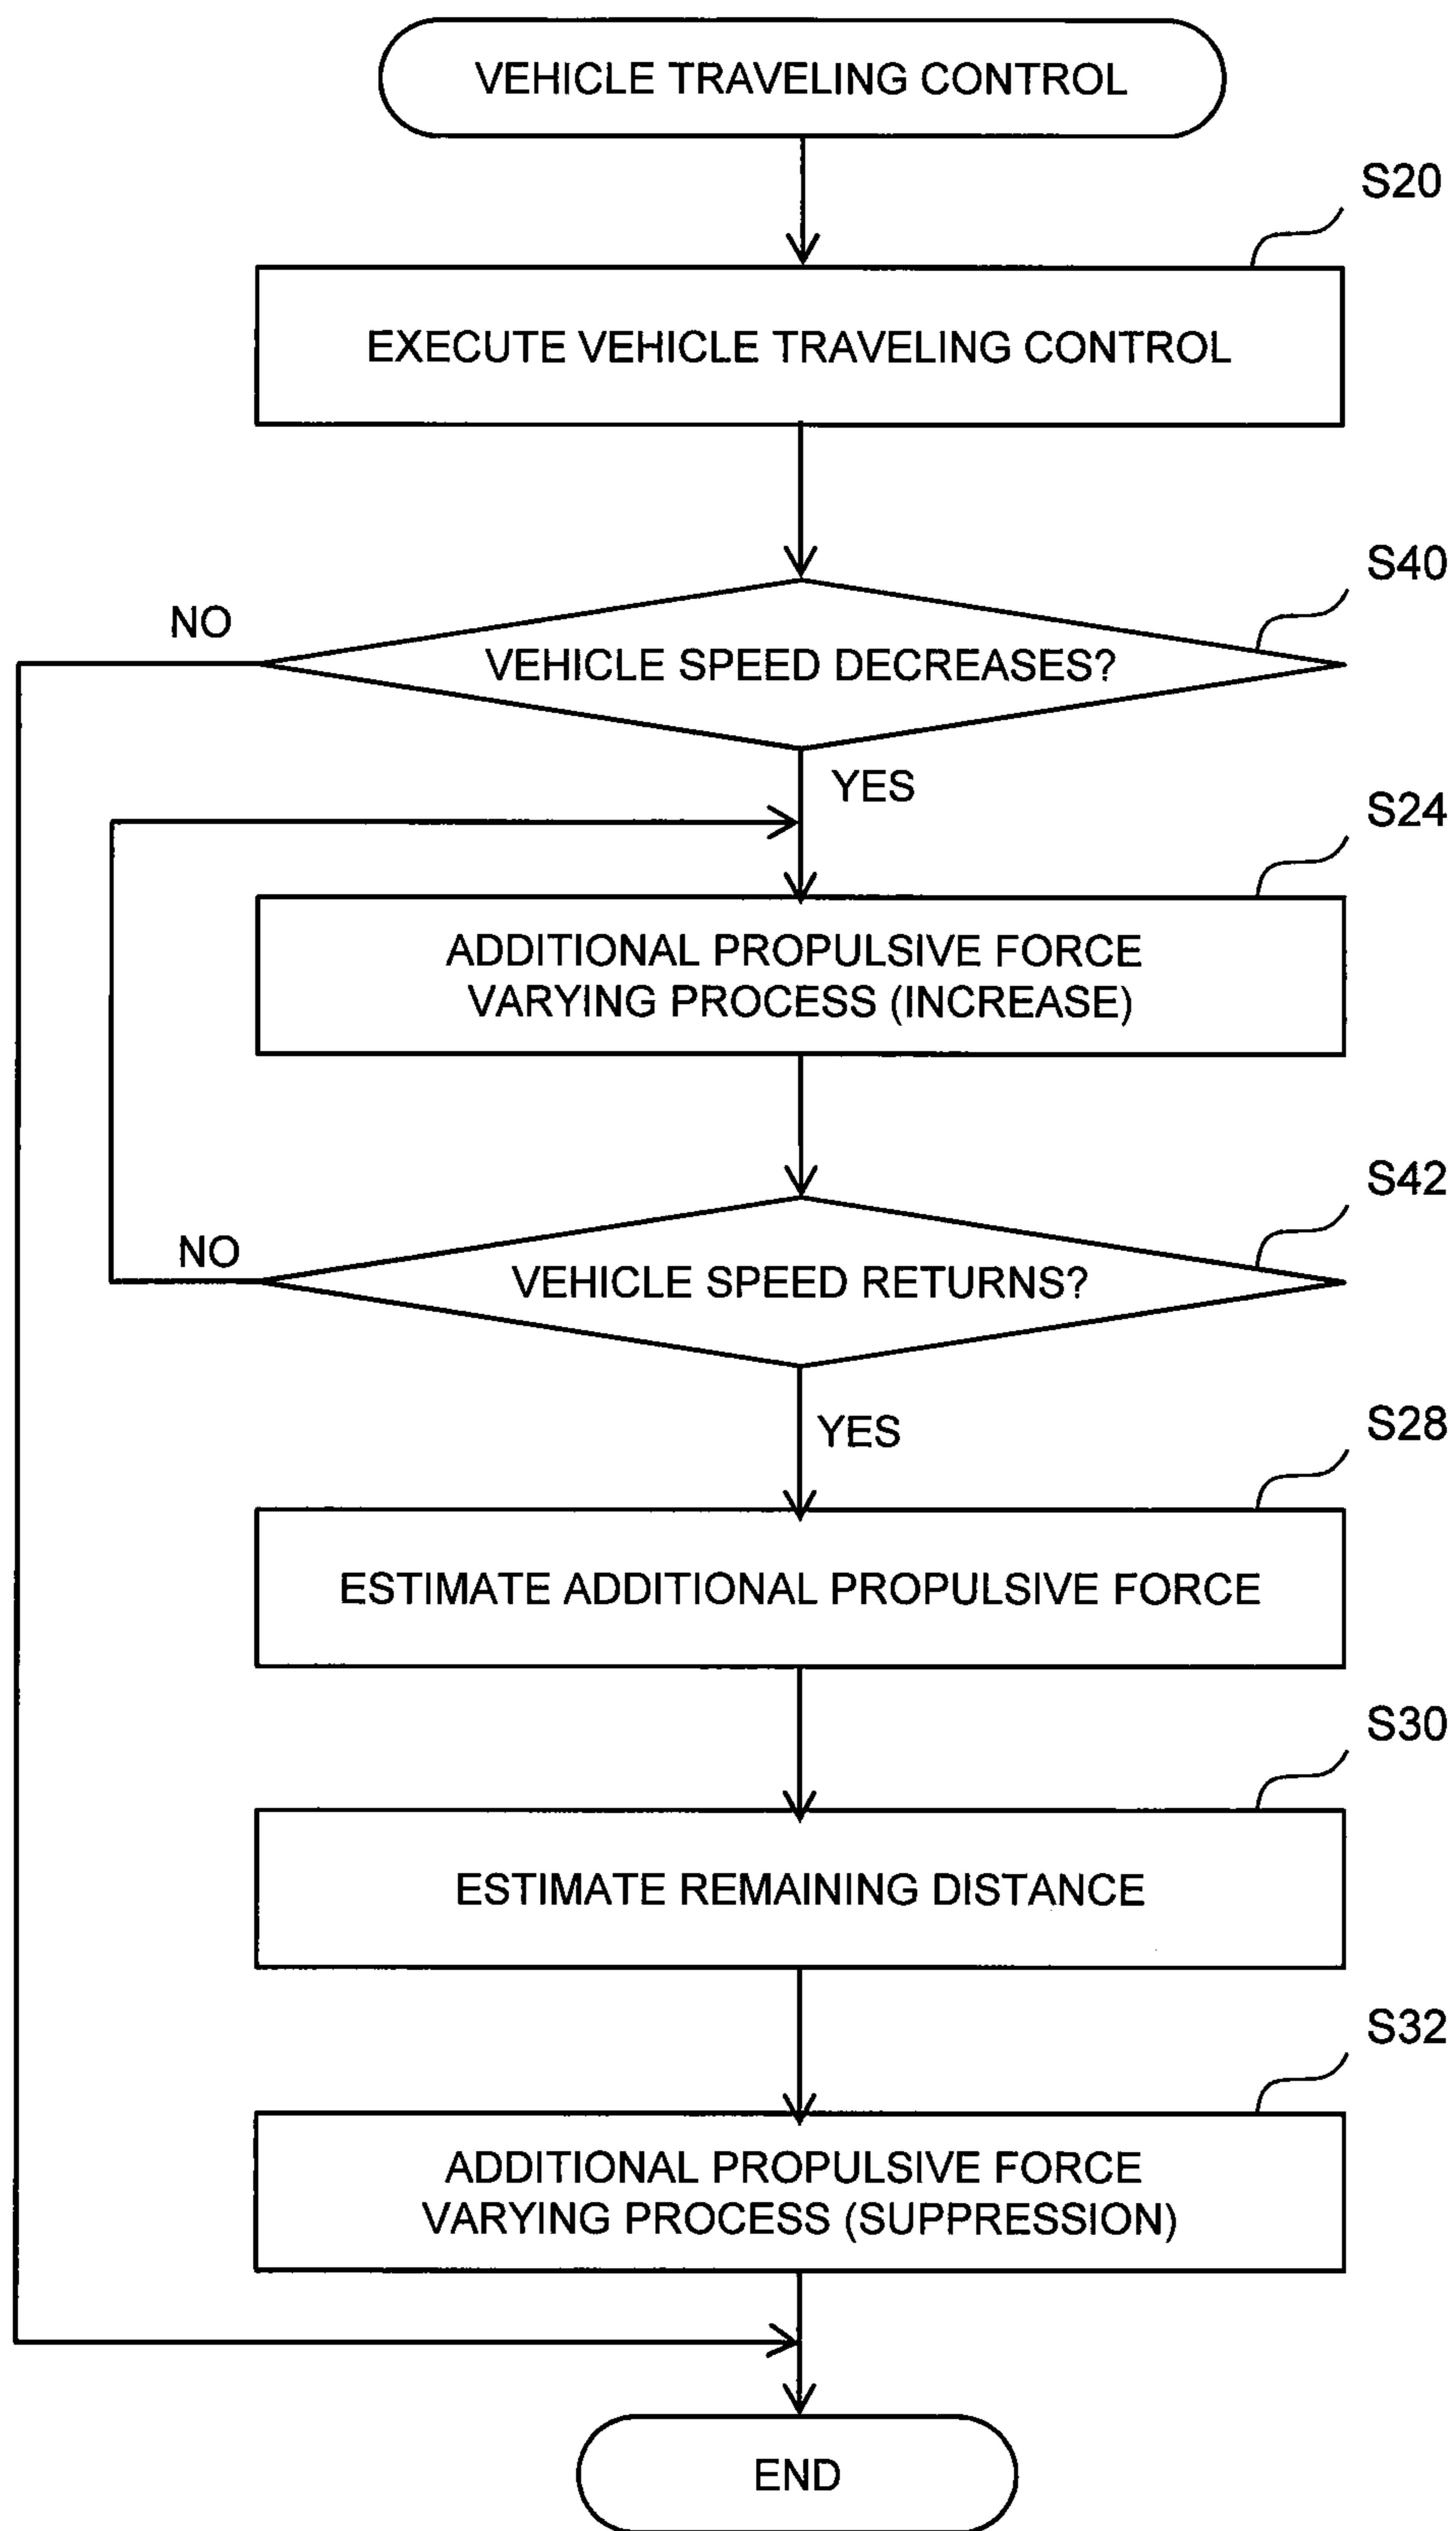 VEHICLE TRAVELING CONTROL
S20
EXECUTE VEHICLE TRAVELING CONTROL
S40
NO
VEHICLE SPEED DECREASES?
YES
S24
ADDITIONAL PROPULSIVE FORCE
VARYING PROCESS (INCREASE)
S42
NO
VEHICLE SPEED RETURNS?
YES
S28
ESTIMATE ADDITIONAL PROPULSIVE FORCE
S30
ESTIMATE REMAINING DISTANCE
S32
ADDITIONAL PROPULSIVE FORCE
VARYING PROCESS (SUPPRESSION)
END